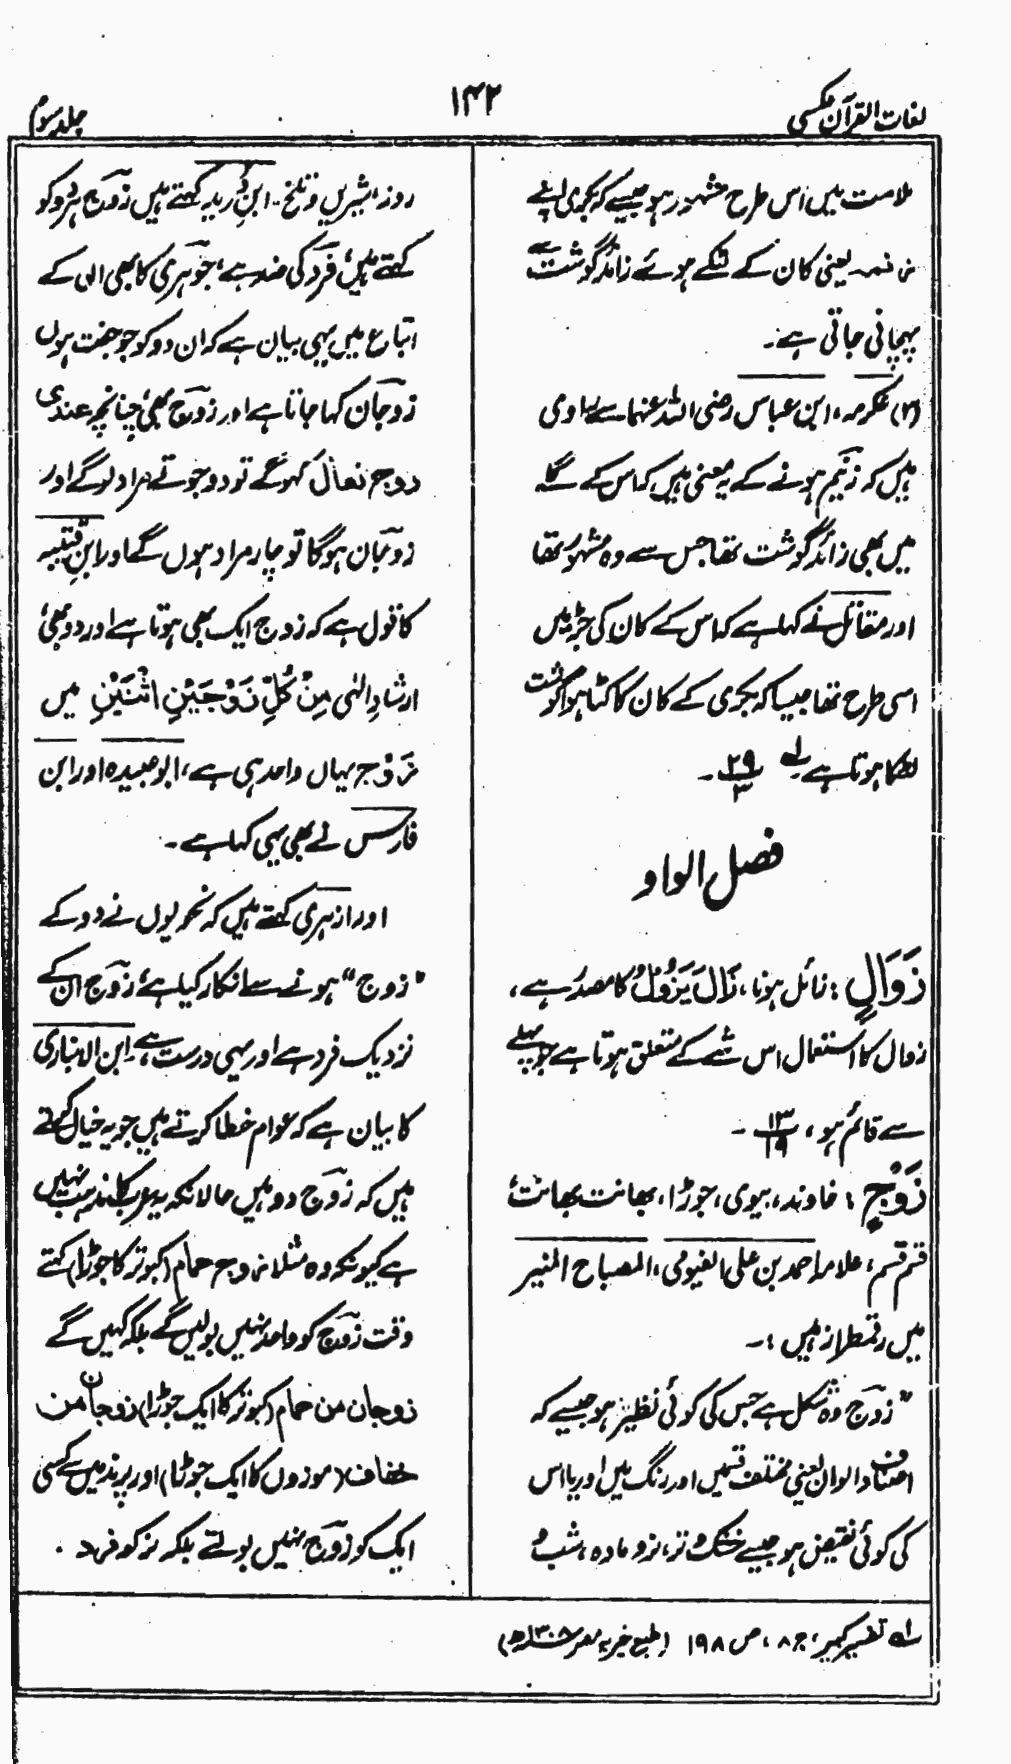 لغات القرآن عکسی
۱۴۲
جلد سوم
ملامت میں اس طرح مشہور ہو جیسے کہ بکری اپنے
زنمہ یعنی کان کے لٹکے ہوئے زائد گوشت سے
پہچانی جاتی ہے۔
(۲) عکرمہ، ابن عباس رضی اللہ عنہما سے راوی
ہیں کہ زنیم ہونے کے یہ معنی ہیں کہ اس کے گلے
میں بھی زائد گوشت تھا جس سے وہ مشہور تھا
اور مقاتل نے کہا ہے کہ اس کے کان کی جڑ میں
اسی طرح تھا جیسا کہ بکری کے کان کا کٹا ہوا گوشت
لٹکا ہوتا ہے لہ ۲۹/۳ ۔
فصل الواو
زَوَالٍ : زائل ہونا، زَالَ یَزُوْلُ کا مصدر ہے،
زوال کا استعمال اس شے کے متعلق ہوتا ہے جو پہلے
سے قائم ہو، ۱۳/۱۹ ۔
زَوْجٍ : خاوند، بیوی، جوڑا، بھانت بھانت
قسم قسم، علامہ احمد بن علی الفیومی، المصباح المنیر
میں رقمطراز ہیں :۔
" زوج وہ شکل ہے جس کی کوئی نظیر ہو جیسے کہ
اصناف و الوان یعنی مختلف قسمیں اور رنگ ہیں اور یا اس
کی کوئی نقیض ہو جیسے خشک و تر، نر و مادہ، شب و
روز، شیریں و تلخ۔ ابن درید کہتے ہیں زوج ہر دو کو
کہتے ہیں، فرد کی ضد ہے، جوہری کا بھی اسی کے
اتباع میں یہی بیان ہے کہ ان دو کو جو جفت ہوں
زوجان کہا جاتا ہے اور زوج بھی، چنانچہ عندی
زوج نعال کہو گے تو دو جوتے مراد لو گے اور
زوجان ہوگا تو چار مراد ہوں گے اور ابن قتیبہ
کا قول ہے کہ زوج ایک بھی ہوتا ہے اور دو بھی،
ارشادِ الٰہی مِنْ كُلٍّ زَوْجَيْنِ اثْنَيْنِ میں
زَوْج یہاں واحد ہی ہے، ابوعبیدہ اور ابن
فارس نے بھی یہی کہا ہے۔
اور ازہری کہتے ہیں کہ نحویوں نے دو کے
"زوج" ہونے سے انکار کیا ہے، زوج ان کے
نزدیک فرد ہے اور یہی درست ہے، ابن الانباری
کا بیان ہے کہ عوام خطا کرتے ہیں جو یہ خیال کرتے
ہیں کہ زوج دو ہیں حالانکہ یہ عرب کا مذہب نہیں
ہے کیونکہ وہ مثلاً زوج حمام (کبوتر کا جوڑا) کہتے
وقت زوج کو واحد نہیں بولیں گے بلکہ کہیں گے
زوجان من حمام (کبوتر کا ایک جوڑا) زوجان من
خفاف (موزوں کا ایک جوڑا) اور پرند میں سے کسی
ایک کو زوج نہیں بولتے بلکہ نر کو فرد ۔
لہ تفسیر کبیر، ج ۸، ص ۱۹۸ (طبع خیریہ مصر ۱۳۰۸ھ)